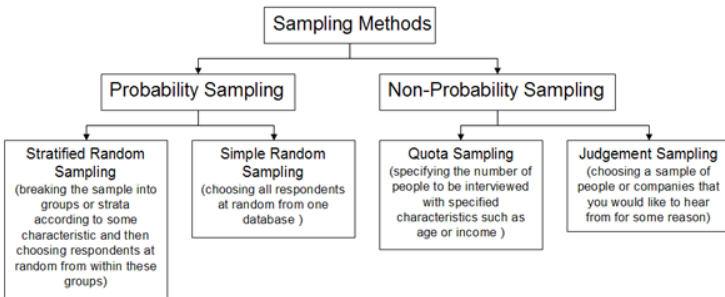 Sampling Methods
Probability Sampling
Non-Probability Sampling
Stratified Random
Sampling
(breaking the sample into
groups or strata
according to some
characteristic and then
choosing respondents at
random from within these
groups)
Simple Random
Sampling
(choosing all respondents
at random from one
database )
Quota Sampling
(specifying the number of
people to be interviewed
with specified
characteristics such as
age or income )
Judgement Sampling
(choosing a sample of
people or companies that
you would like to hear
from for some reason)